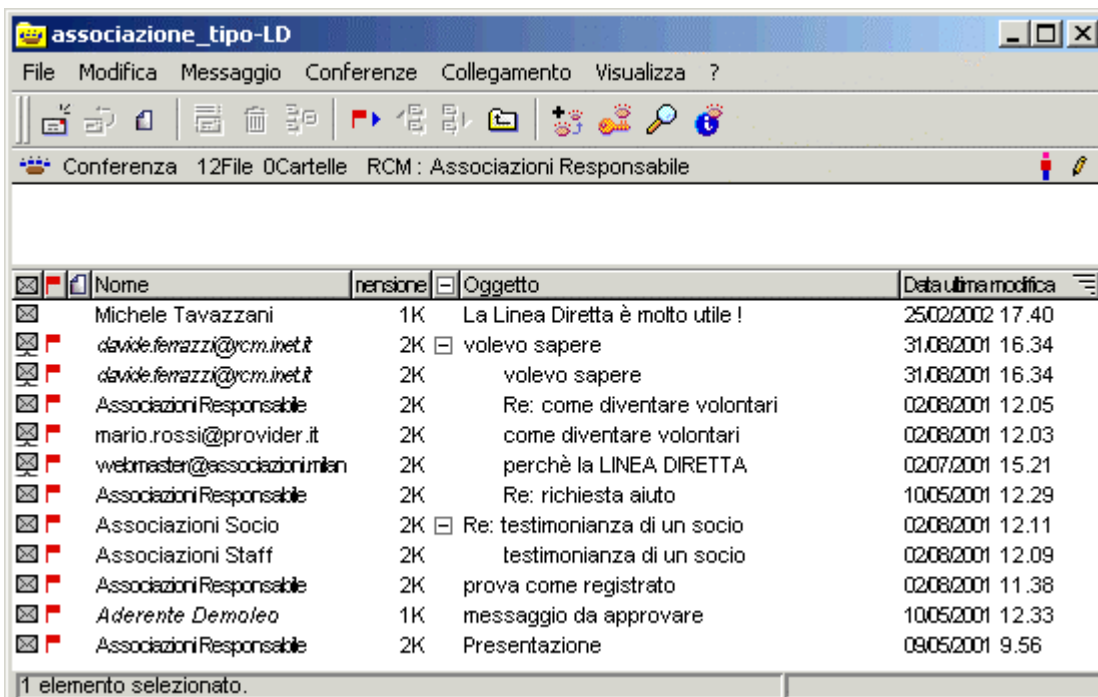 associazione_tipo-LD
File Modifica Messaggio Conferenze Collegamento Visualizza ?
Conferenza 12File 0Cartelle RCM : Associazioni Responsabile
Nome nensione Oggetto Data ultima modifica
Michele Tavazzani 1K La Linea Diretta è molto utile ! 25/02/2002 17.40
davide.ferrazzi@rcm.inet.it 2K volevo sapere 31/08/2001 16.34
davide.ferrazzi@rcm.inet.it 2K volevo sapere 31/08/2001 16.34
Associazioni Responsabile 2K Re: come diventare volontari 02/08/2001 12.05
mario.rossi@provider.it 2K come diventare volontari 02/08/2001 12.03
webmaster@associazioni.milan 2K perchè la LINEA DIRETTA 02/07/2001 15.21
Associazioni Responsabile 2K Re: richiesta aiuto 10/05/2001 12.29
Associazioni Socio 2K Re: testimonianza di un socio 02/08/2001 12.11
Associazioni Staff 2K testimonianza di un socio 02/08/2001 12.09
Associazioni Responsabile 2K prova come registrato 02/08/2001 11.38
Aderente Demoleo 1K messaggio da approvare 10/05/2001 12.33
Associazioni Responsabile 2K Presentazione 09/05/2001 9.56
1 elemento selezionato.